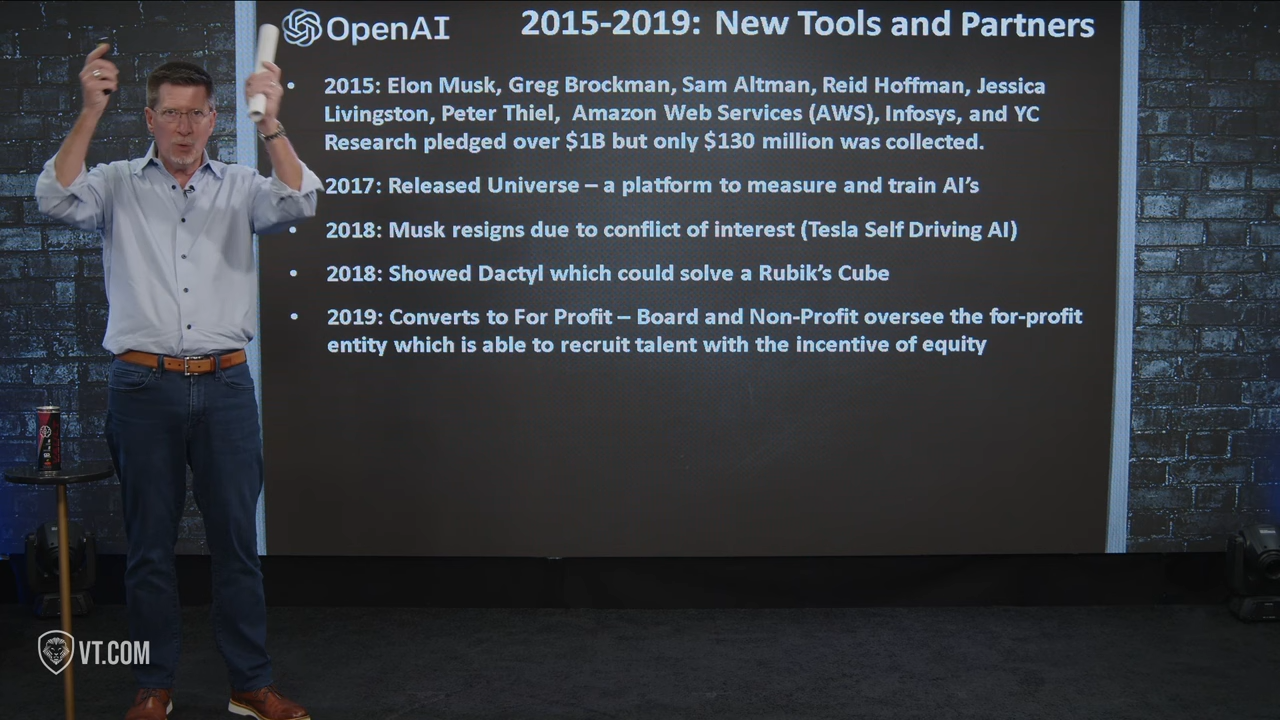 OpenAI
2015-2019: New Tools and Partners
• 2015: Elon Musk, Greg Brockman, Sam Altman, Reid Hoffman, Jessica
Livingston, Peter Thiel, Amazon Web Services (AWS), Infosys, and YC
Research pledged over $1B but only $130 million was collected.
2017: Released Universe – a platform to measure and train AI's
• 2018: Musk resigns due to conflict of interest (Tesla Self Driving AI)
• 2018: Showed Dactyl which could solve a Rubik's Cube
• 2019: Converts to For Profit – Board and Non-Profit oversee the for-profit
entity which is able to recruit talent with the incentive of equity
VT.COM